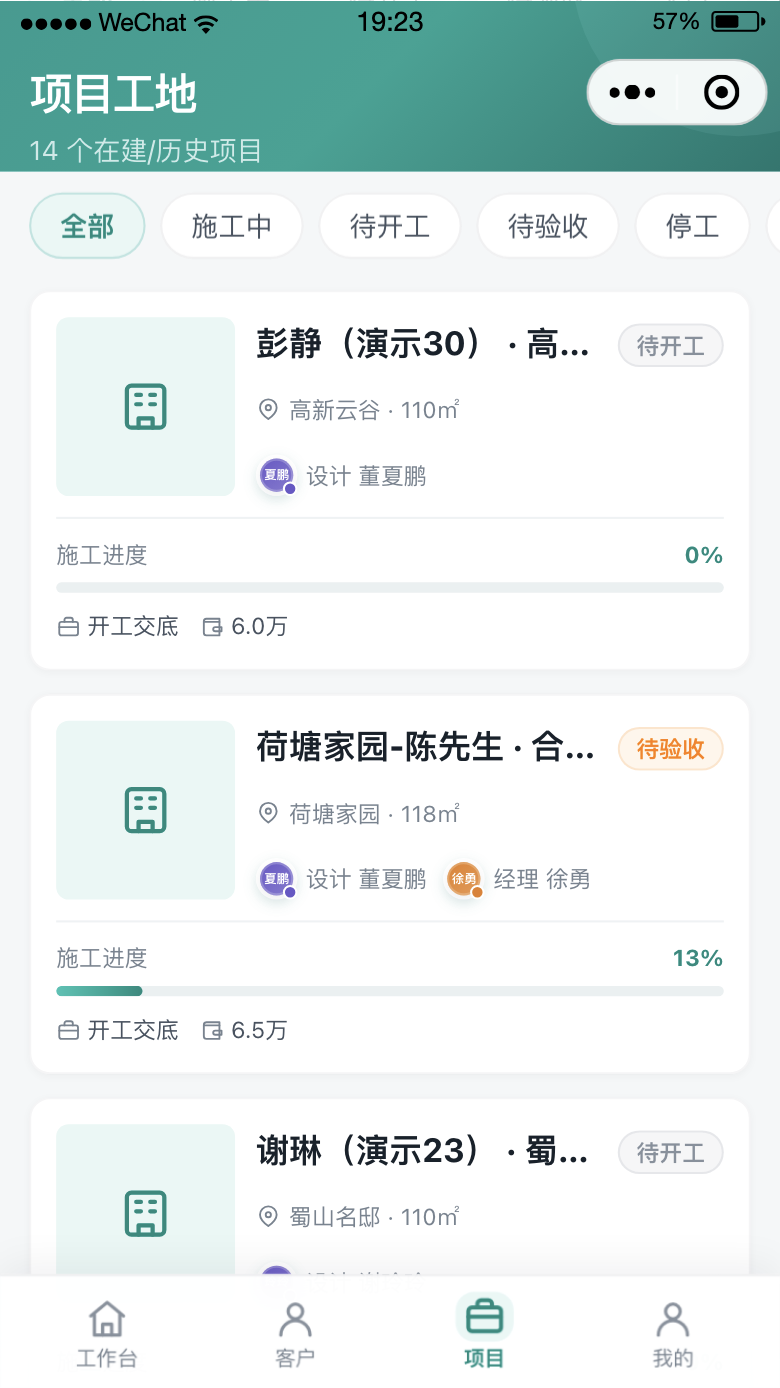 WeChat 19:23 57%
项目工地
14 个在建/历史项目
全部 施工中 待开工 待验收 停工
彭静（演示30） · 高... 待开工
高新云谷 · 110㎡
夏鹏 设计 董夏鹏
施工进度 0%
开工交底 6.0万
荷塘家园-陈先生 · 合... 待验收
荷塘家园 · 118㎡
夏鹏 设计 董夏鹏 徐勇 经理 徐勇
施工进度 13%
开工交底 6.5万
谢琳（演示23） · 蜀... 待开工
蜀山名邸 · 110㎡
工作台 客户 项目 我的